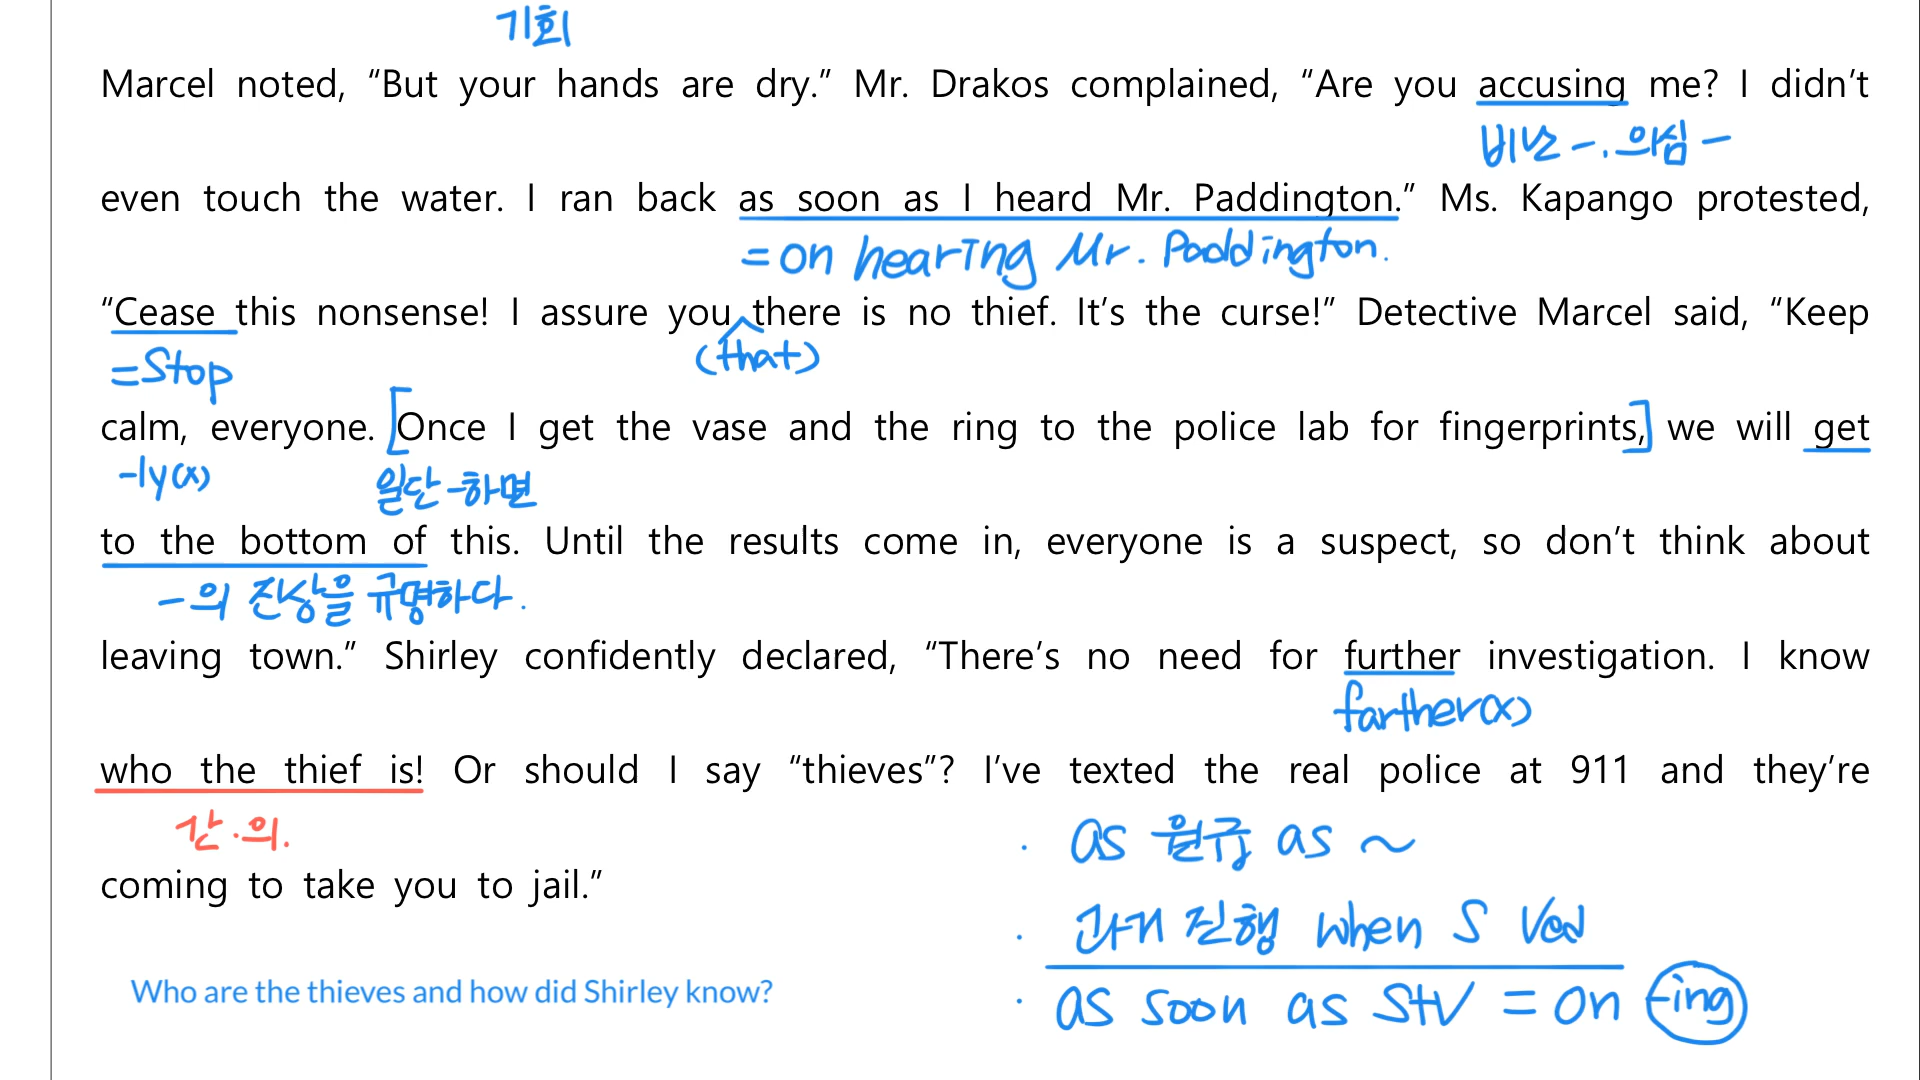 기회
Marcel noted, “But your hands are dry.” Mr. Drakos complained, “Are you accusing me? I didn’t
비난 –. 의심 –
even touch the water. I ran back as soon as I heard Mr. Paddington.” Ms. Kapango protested,
= on hearing Mr. Paddington.
“Cease this nonsense! I assure you there is no thief. It’s the curse!” Detective Marcel said, “Keep
=Stop (that)
calm, everyone. [Once I get the vase and the ring to the police lab for fingerprints,] we will get
-ly(x) 일단 -하면
to the bottom of this. Until the results come in, everyone is a suspect, so don’t think about
–의 진상을 규명하다.
leaving town.” Shirley confidently declared, “There’s no need for further investigation. I know
farther(x)
who the thief is! Or should I say “thieves”? I’ve texted the real police at 911 and they’re
간.의.
coming to take you to jail.”
· as 원급 as ~
· 과거 진행 when S Ved
· as soon as S+V = on -ing
Who are the thieves and how did Shirley know?